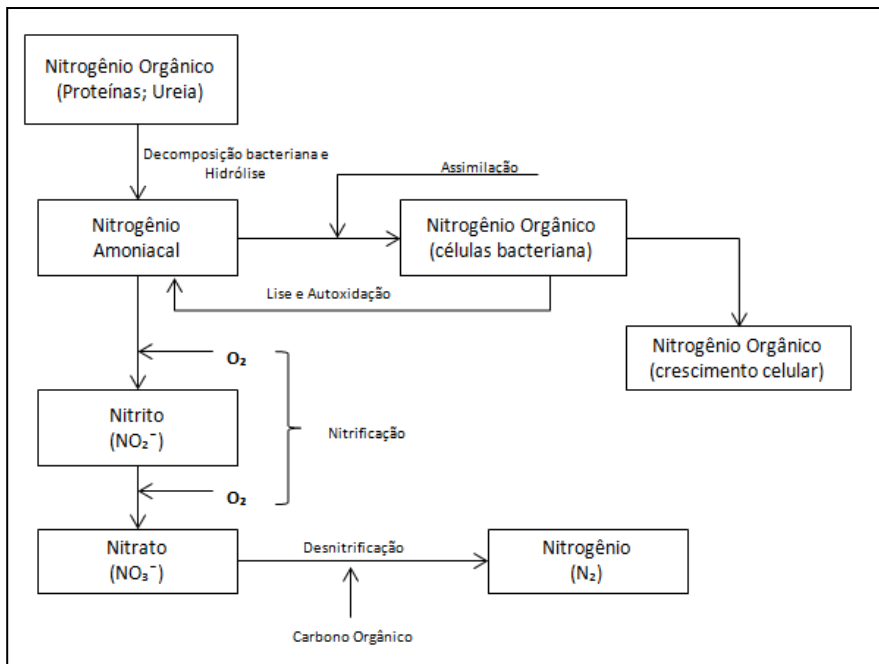 Nitrogênio Orgânico
(Proteínas; Ureia)
Decomposição bacteriana e
Hidrólise
Assimilação
Nitrogênio
Amoniacal
Nitrogênio Orgânico
(células bacteriana)
Lise e Autoxidação
Nitrogênio Orgânico
(crescimento celular)
O₂
Nitrito
(NO₂⁻)
Nitrificação
O₂
Nitrato
(NO₃⁻)
Desnitrificação
Nitrogênio
(N₂)
Carbono Orgânico